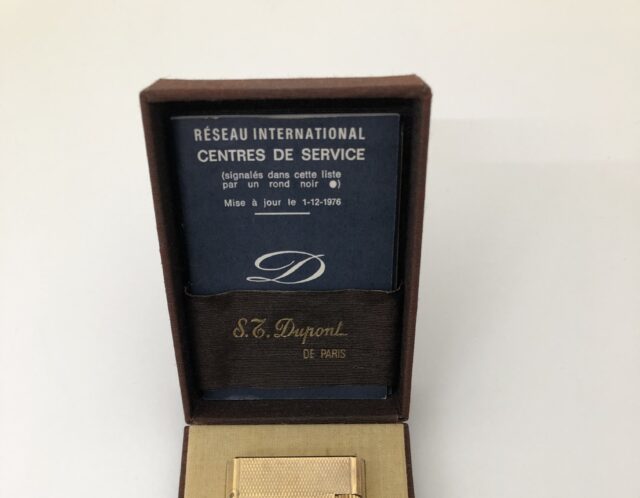 RÉSEAU INTERNATIONAL
CENTRES DE SERVICE
(signalés dans cette liste
par un rond noir ●)
Mise à jour le 1-12-1976
D
S.T. Dupont
DE PARIS